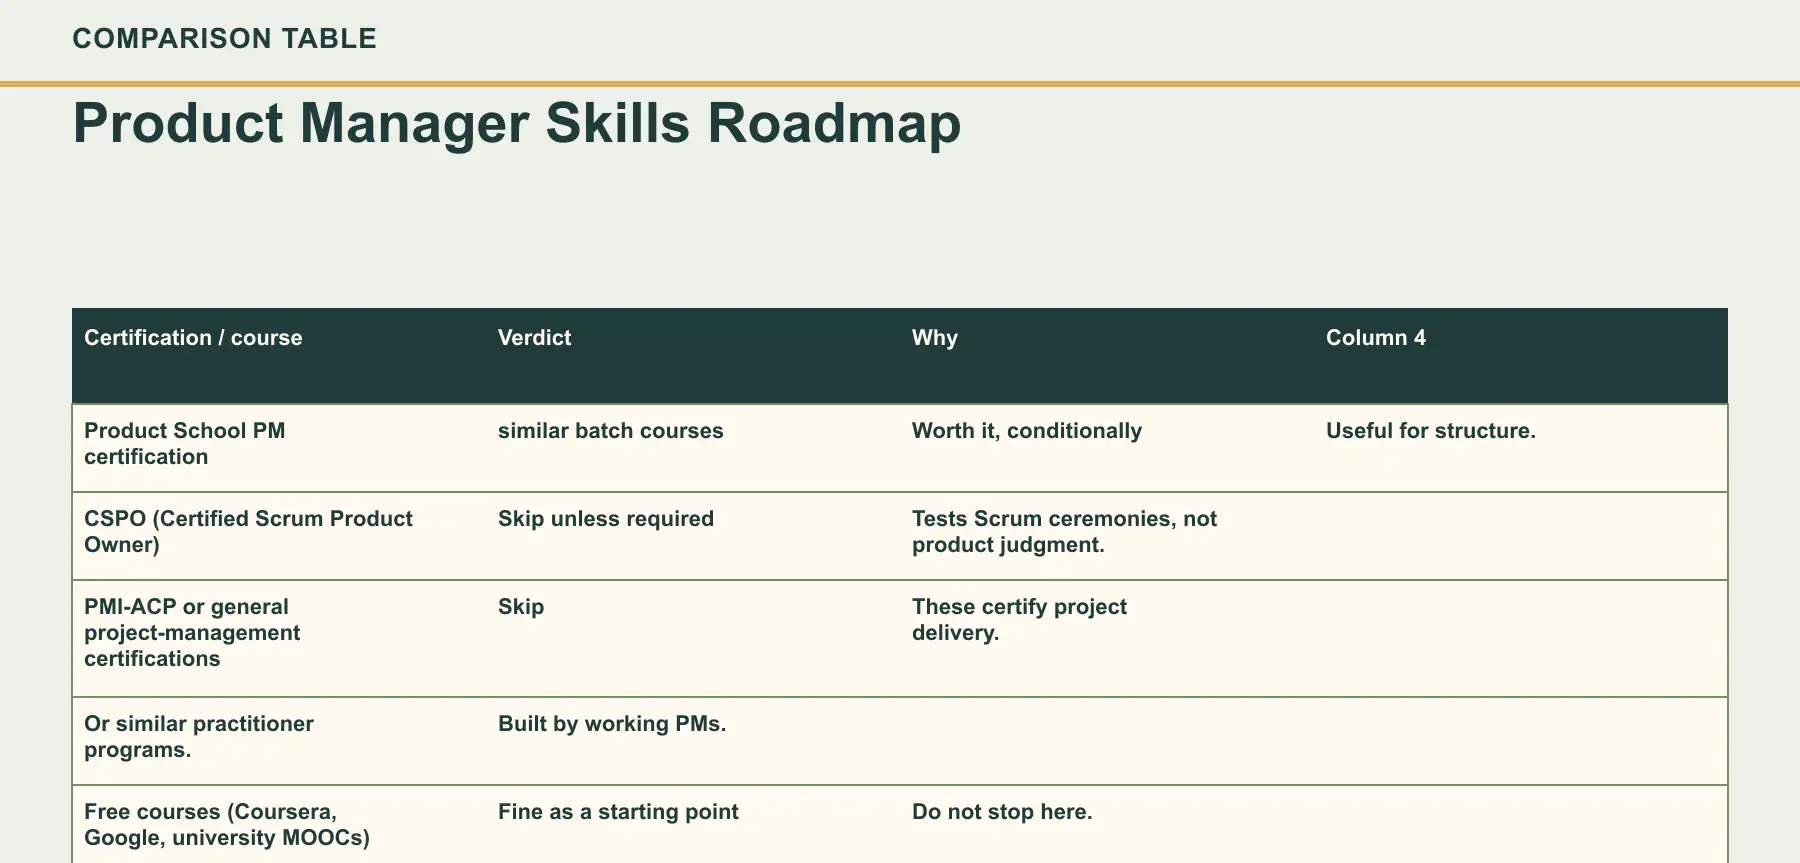 COMPARISON TABLE
Product Manager Skills Roadmap
Certification / course Verdict Why Column 4
Product School PM similar batch courses Worth it, conditionally Useful for structure.
certification
CSPO (Certified Scrum Product Skip unless required Tests Scrum ceremonies, not
Owner) product judgment.
PMI-ACP or general Skip These certify project
project-management delivery.
certifications
Or similar practitioner Built by working PMs.
programs.
Free courses (Coursera, Fine as a starting point Do not stop here.
Google, university MOOCs)